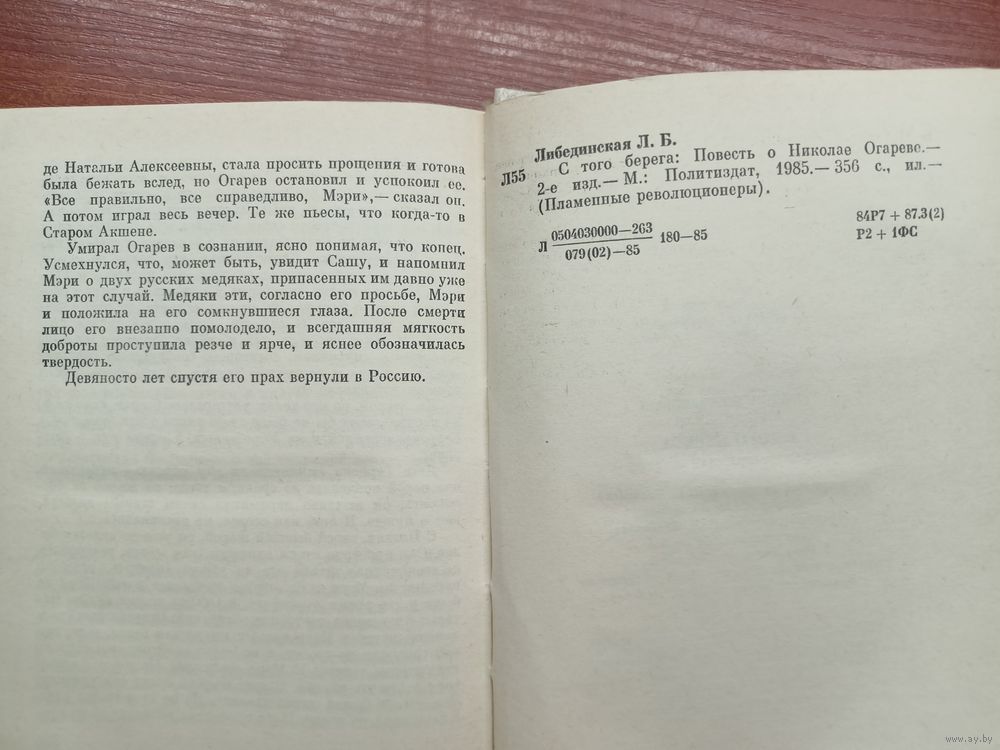 де Натальи Алексеевны, стала просить прощения и готова
была бежать вслед, но Огарев остановил и успокоил ее.
«Все правильно, все справедливо, Мэри»,— сказал он.
А потом играл весь вечер. Те же пьесы, что когда-то в
Старом Акшене.
Умирал Огарев в сознании, ясно понимая, что конец.
Усмехнулся, что, может быть, увидит Сашу, и напомнил
Мэри о двух русских медяках, припасенных им давно уже
на этот случай. Медяки эти, согласно его просьбе, Мэри
и положила на его сомкнувшиеся глаза. После смерти
лицо его внезапно помолодело, и всегдашняя мягкость
доброты проступила резче и ярче, и яснее обозначилась
твердость.
Девяносто лет спустя его прах вернули в Россию.
Либединская Л. Б.
Л55 С того берега: Повесть о Николае Огареве.—
2-е изд.— М.: Политиздат, 1985.— 356 с., ил.—
(Пламенные революционеры).
Л 0504030000—263 180—85
079(02)—85
84Р7 + 87.3(2)
Р2 + 1ФС
www.ay.by